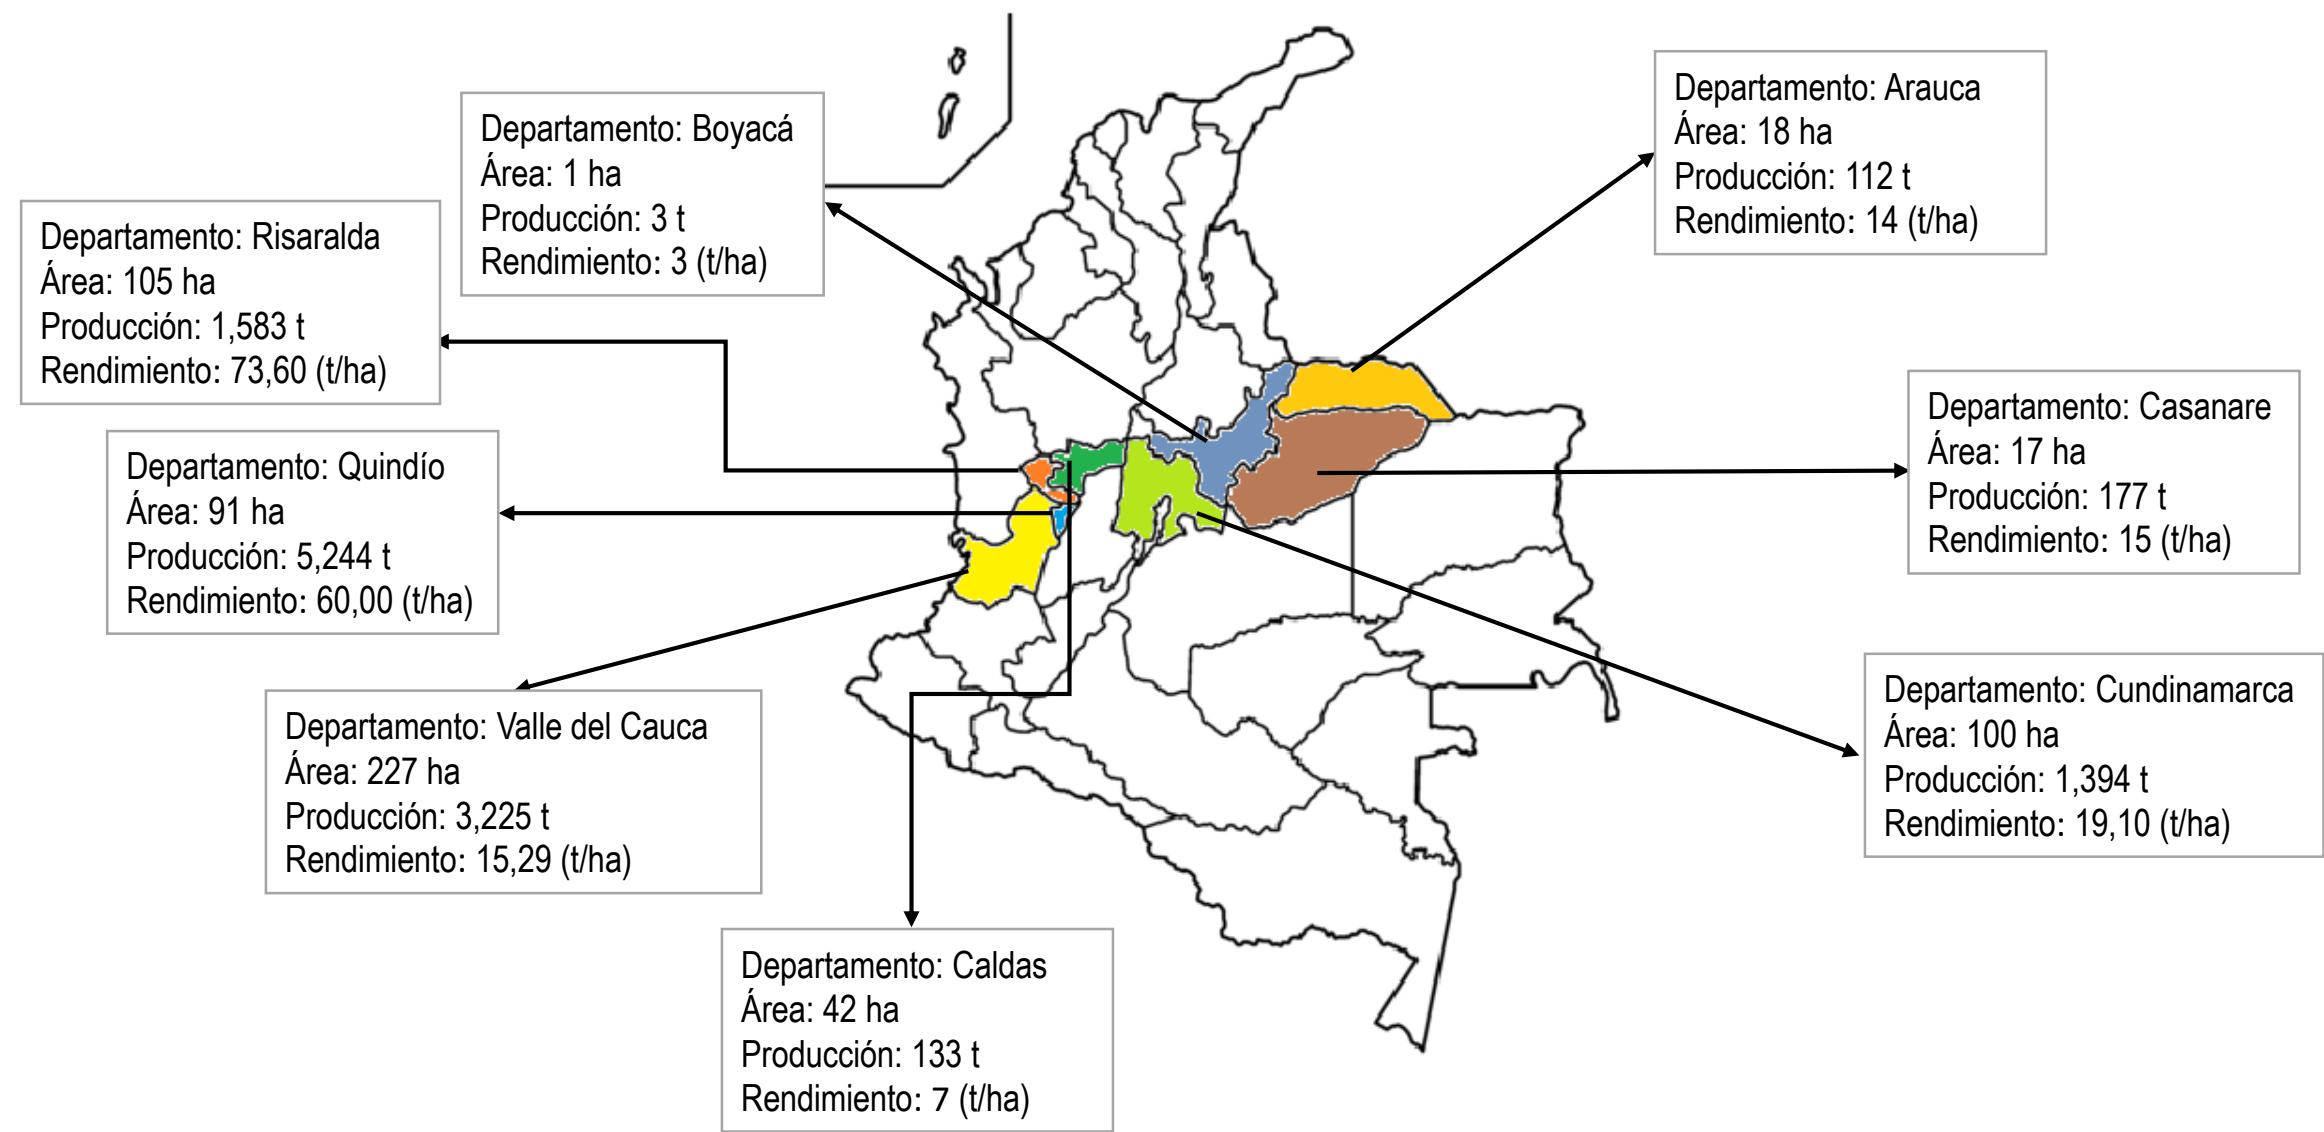 Departamento: Boyacá
Área: 1 ha
Producción: 3 t
Rendimiento: 3 (t/ha)
Departamento: Arauca
Área: 18 ha
Producción: 112 t
Rendimiento: 14 (t/ha)
Departamento: Risaralda
Área: 105 ha
Producción: 1,583 t
Rendimiento: 73,60 (t/ha)
Departamento: Casanare
Área: 17 ha
Producción: 177 t
Rendimiento: 15 (t/ha)
Departamento: Quindío
Área: 91 ha
Producción: 5,244 t
Rendimiento: 60,00 (t/ha)
Departamento: Cundinamarca
Área: 100 ha
Producción: 1,394 t
Rendimiento: 19,10 (t/ha)
Departamento: Valle del Cauca
Área: 227 ha
Producción: 3,225 t
Rendimiento: 15,29 (t/ha)
Departamento: Caldas
Área: 42 ha
Producción: 133 t
Rendimiento: 7 (t/ha)